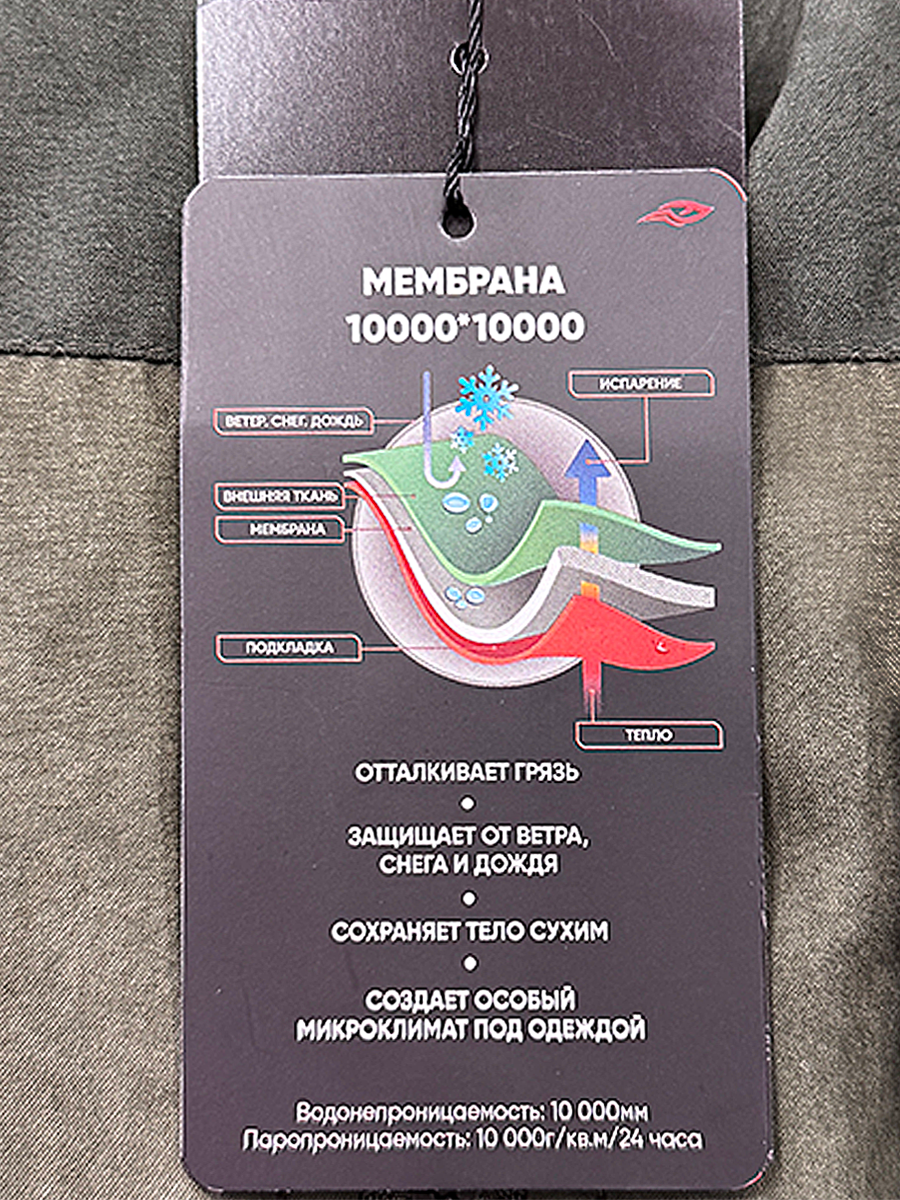 МЕМБРАНА
10000*10000
ИСПАРЕНИЕ
ВЕТЕР, СНЕГ, ДОЖДЬ
ВНЕШНЯЯ ТКАНЬ
МЕМБРАНА
ПОДКЛАДКА
ТЕПЛО
ОТТАЛКИВАЕТ ГРЯЗЬ
ЗАЩИЩАЕТ ОТ ВЕТРА,
СНЕГА И ДОЖДЯ
СОХРАНЯЕТ ТЕЛО СУХИМ
СОЗДАЕТ ОСОБЫЙ
МИКРОКЛИМАТ ПОД ОДЕЖДОЙ
Водонепроницаемость: 10 000мм
Паропроницаемость: 10 000г/кв.м/24 часа